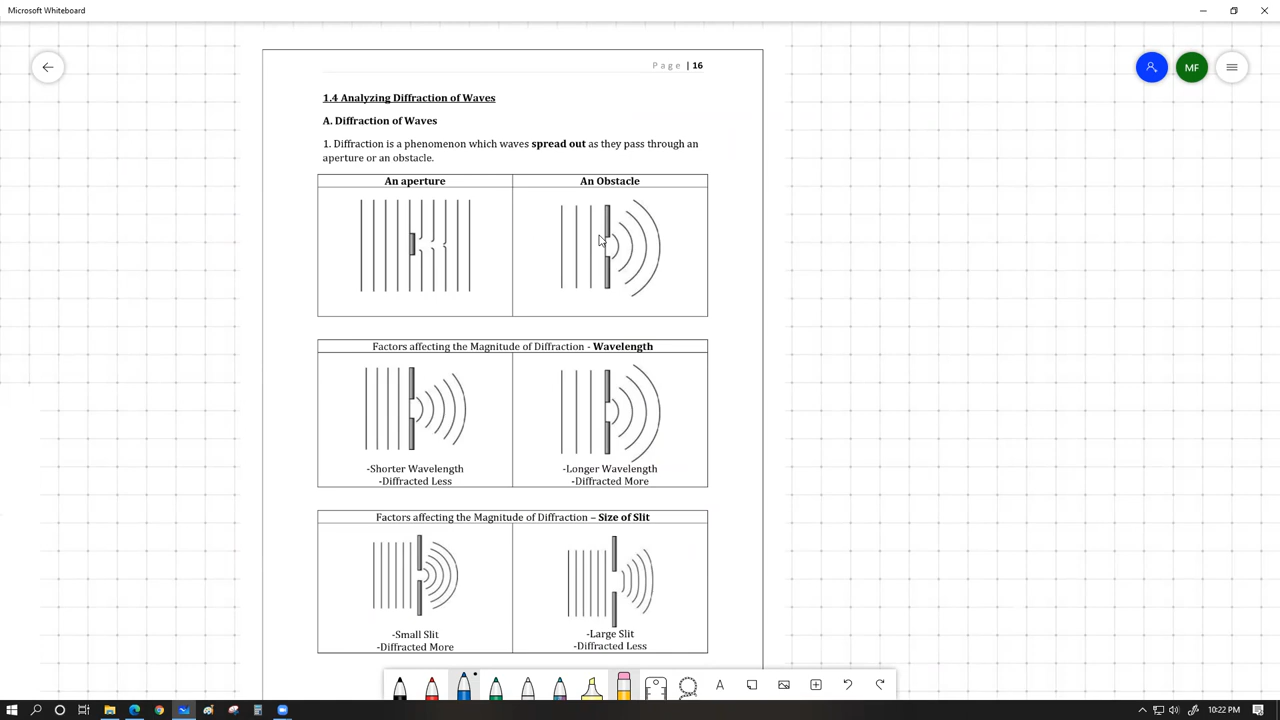 Microsoft Whiteboard
MF
Page | 16
1.4 Analyzing Diffraction of Waves
A. Diffraction of Waves
1. Diffraction is a phenomenon which waves spread out as they pass through an
aperture or an obstacle.
An aperture
An Obstacle
Factors affecting the Magnitude of Diffraction - Wavelength
-Shorter Wavelength
-Diffracted Less
-Longer Wavelength
-Diffracted More
Factors affecting the Magnitude of Diffraction – Size of Slit
-Small Slit
-Diffracted More
-Large Slit
-Diffracted Less
A
10:22 PM